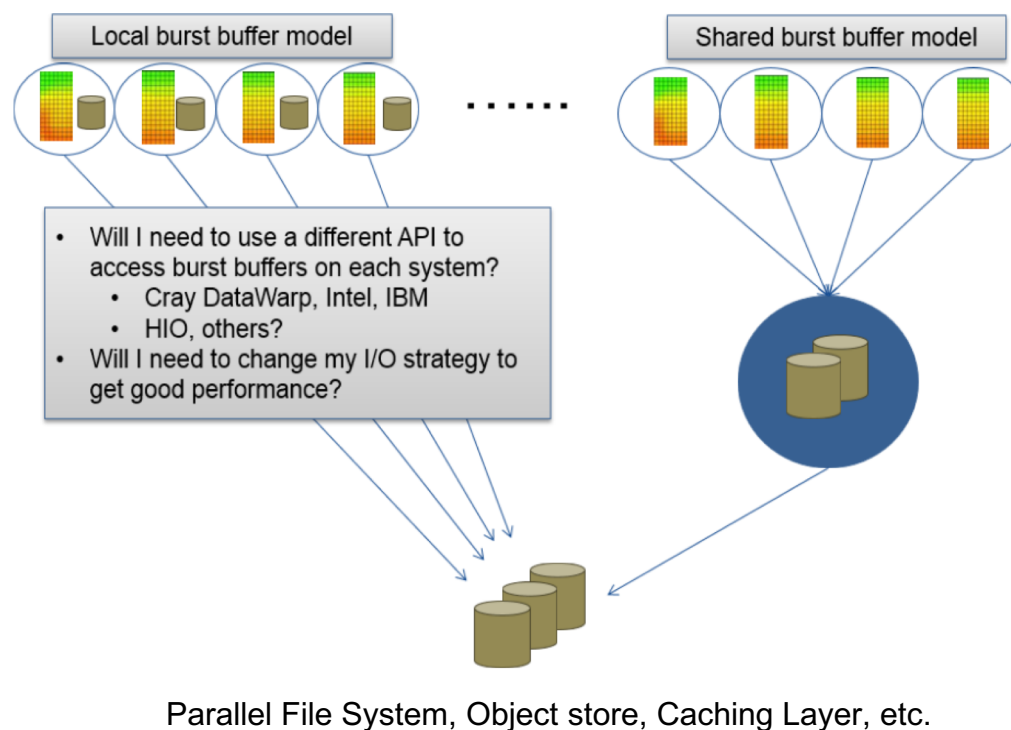 Local burst buffer model
Shared burst buffer model
......
• Will I need to use a different API to
access burst buffers on each system?
• Cray DataWarp, Intel, IBM
• HIO, others?
• Will I need to change my I/O strategy to
get good performance?
Parallel File System, Object store, Caching Layer, etc.